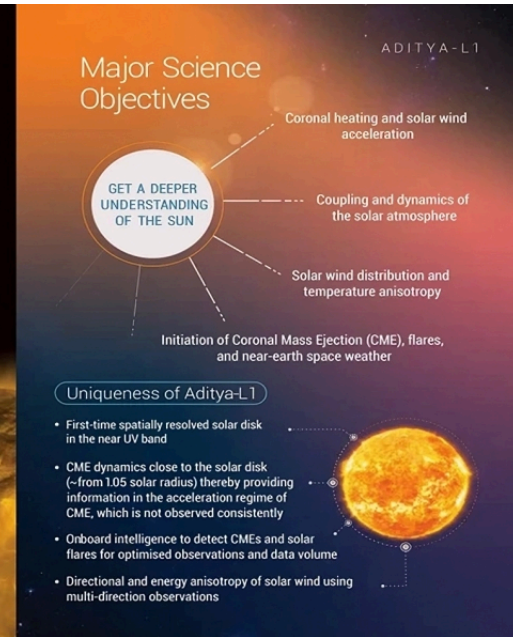 ADITYA-L1
Major Science
Objectives
GET A DEEPER
UNDERSTANDING
OF THE SUN
Coronal heating and solar wind
acceleration
Coupling and dynamics of
the solar atmosphere
Solar wind distribution and
temperature anisotropy
Initiation of Coronal Mass Ejection (CME), flares,
and near-earth space weather
Uniqueness of Aditya-L1
• First-time spatially resolved solar disk
in the near UV band
• CME dynamics close to the solar disk
(~from 1.05 solar radius) thereby providing
information in the acceleration regime of
CME, which is not observed consistently
• Onboard intelligence to detect CMEs and solar
flares for optimised observations and data volume
• Directional and energy anisotropy of solar wind using
multi-direction observations